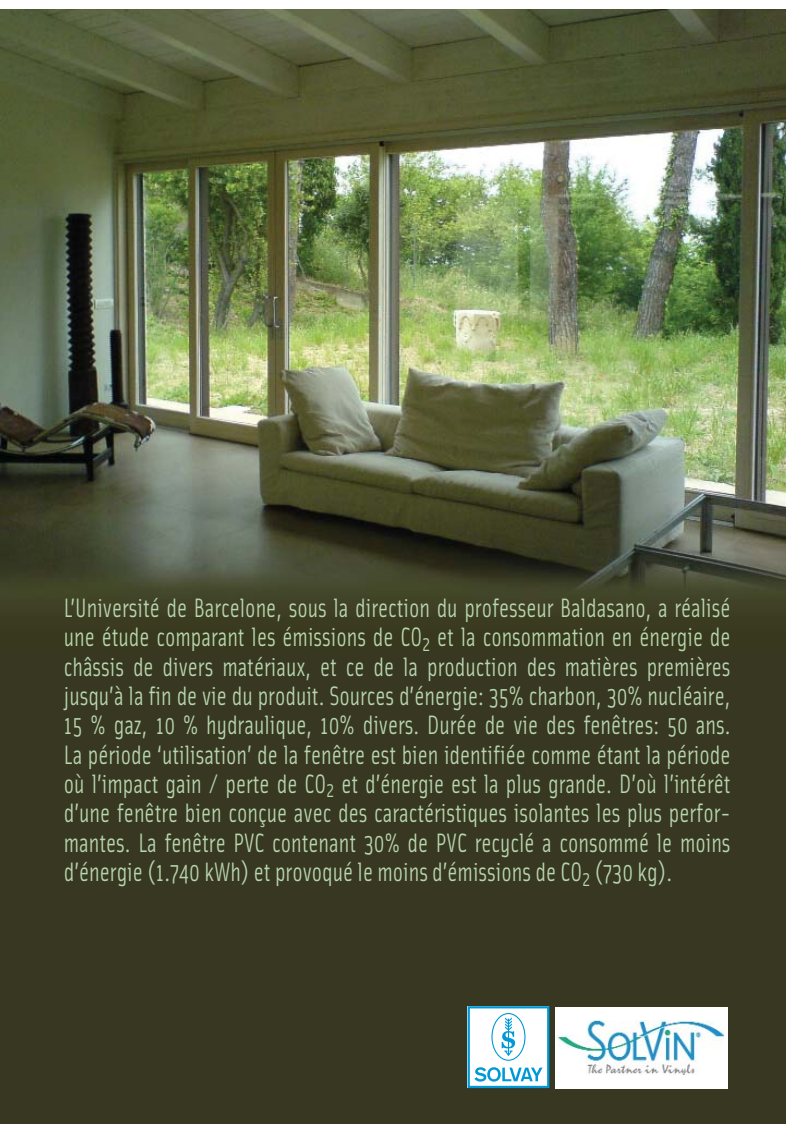 L’Université de Barcelone, sous la direction du professeur Baldasano, a réalisé
une étude comparant les émissions de CO₂ et la consommation en énergie de
châssis de divers matériaux, et ce de la production des matières premières
jusqu’à la fin de vie du produit. Sources d’énergie: 35% charbon, 30% nucléaire,
15 % gaz, 10 % hydraulique, 10% divers. Durée de vie des fenêtres: 50 ans.
La période ‘utilisation’ de la fenêtre est bien identifiée comme étant la période
où l’impact gain / perte de CO₂ et d’énergie est la plus grande. D’où l’intérêt
d’une fenêtre bien conçue avec des caractéristiques isolantes les plus perfor-
mantes. La fenêtre PVC contenant 30% de PVC recyclé a consommé le moins
d’énergie (1.740 kWh) et provoqué le moins d’émissions de CO₂ (730 kg).
SOLVAY
SOLVIN®
The Partner in Vinyls